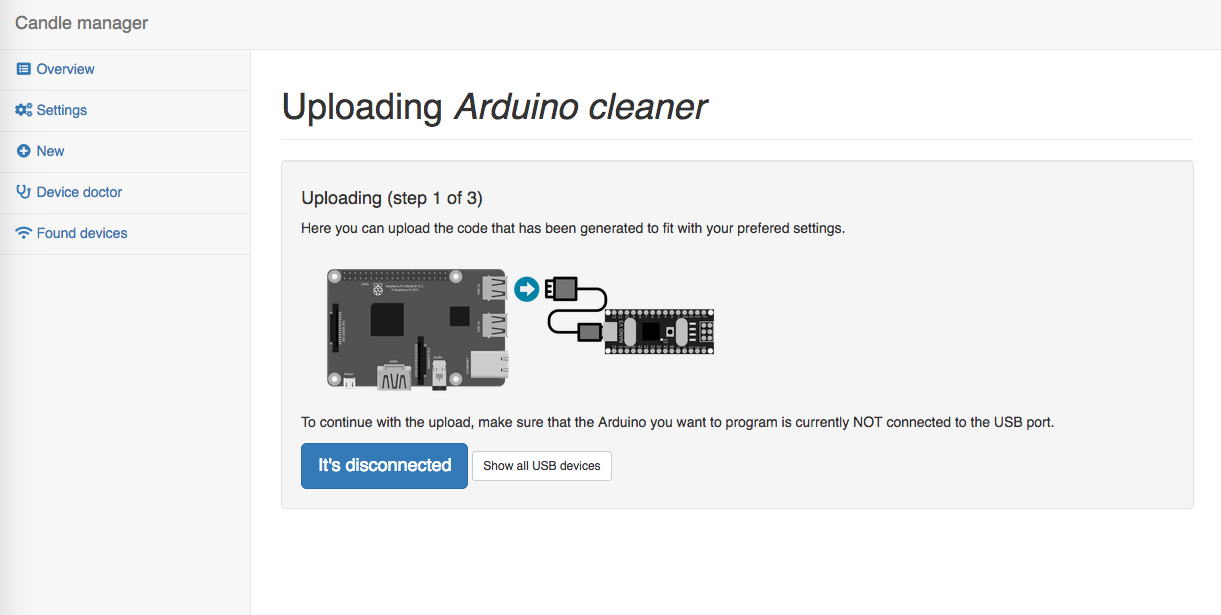 Candle manager
Overview
Settings
New
Device doctor
Found devices
Uploading Arduino cleaner
Uploading (step 1 of 3)
Here you can upload the code that has been generated to fit with your prefered settings.
To continue with the upload, make sure that the Arduino you want to program is currently NOT connected to the USB port.
It's disconnected
Show all USB devices